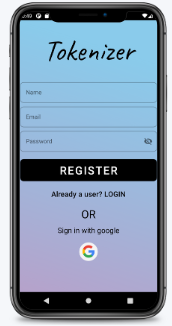 Tokenizer
Name
Email
Password
REGISTER
Already a user? LOGIN
OR
Sign in with google
G